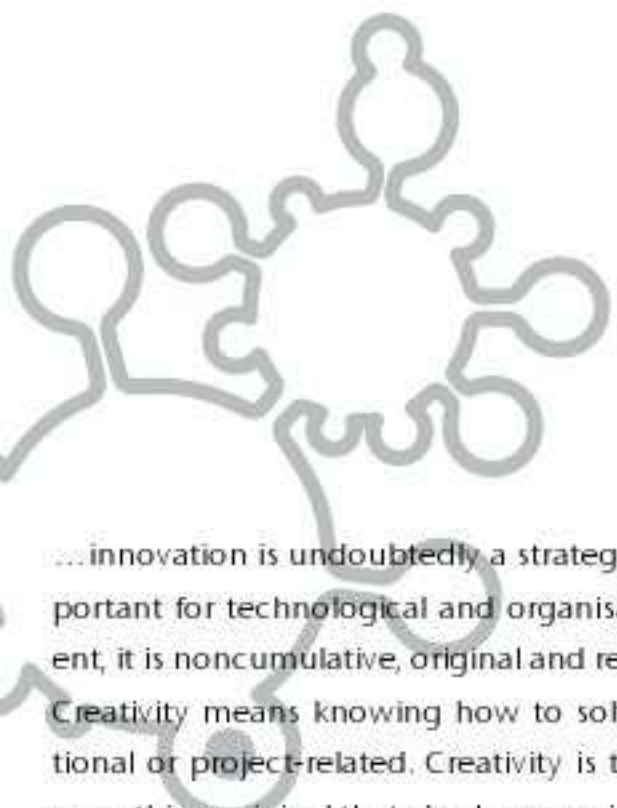 ...innovation is undoubtedly a strateg
portant for technological and organisa
ent, it is noncumulative, original and re
Creativity means knowing how to sol
tional or project-related. Creativity is t